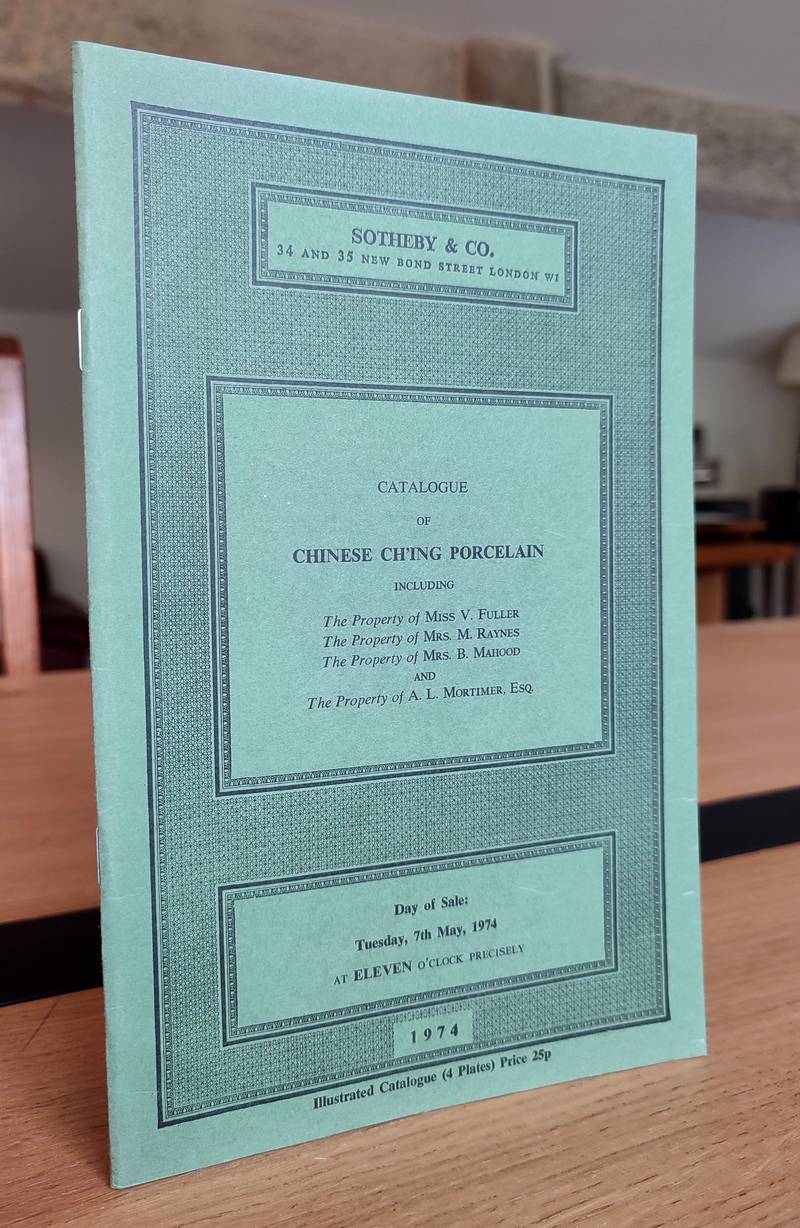 SOTHEBY & CO.
34 AND 35 NEW BOND STREET LONDON W1
CATALOGUE
OF
CHINESE CH'ING PORCELAIN
INCLUDING
The Property of MISS V. FULLER
The Property of MRS. M. RAYNES
The Property of MRS. B. MAHOOD
AND
The Property of A. L. MORTIMER, ESQ.
Day of Sale:
Tuesday, 7th May, 1974
AT ELEVEN O'CLOCK PRECISELY
1974
Illustrated Catalogue (4 Plates) Price 25p